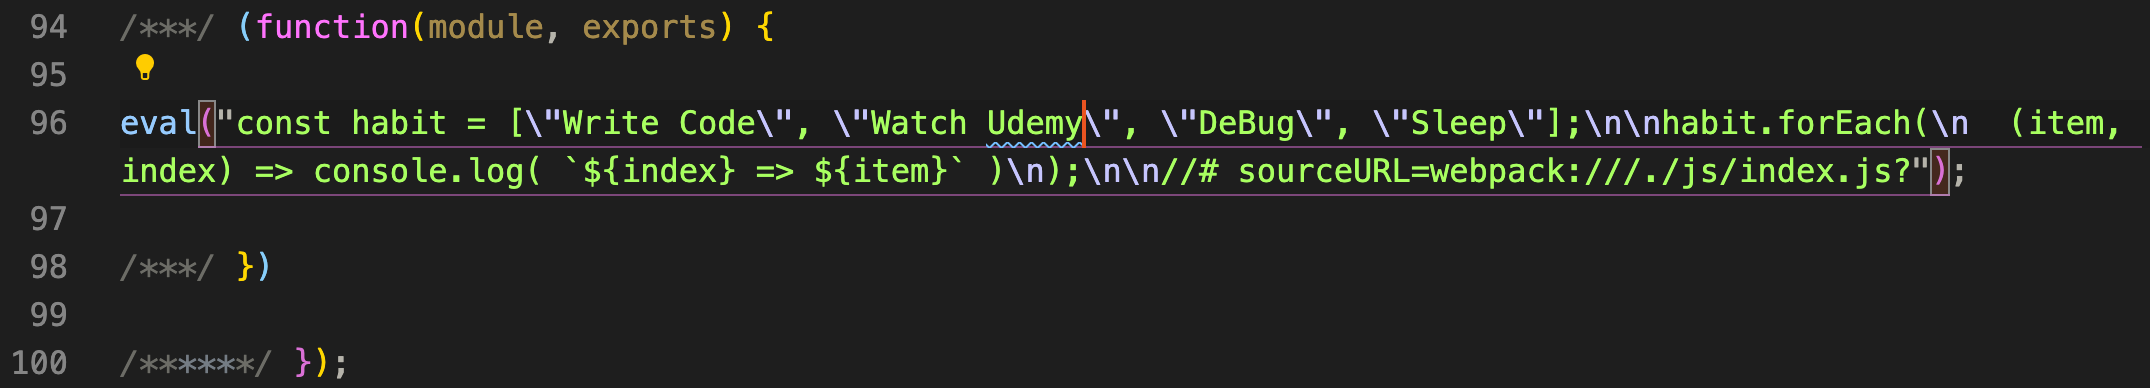 94 /***/ (function(module, exports) {
95
96 eval("const habit = [\"Write Code\", \"Watch Udemy\", \"DeBug\", \"Sleep\"];\n\nhabit.forEach(\n  (item,
index) => console.log( `${index} => ${item}` )\n);\n\n//# sourceURL=webpack:///./js/index.js?");
97
98 /***/ })
99
100 /******/ });